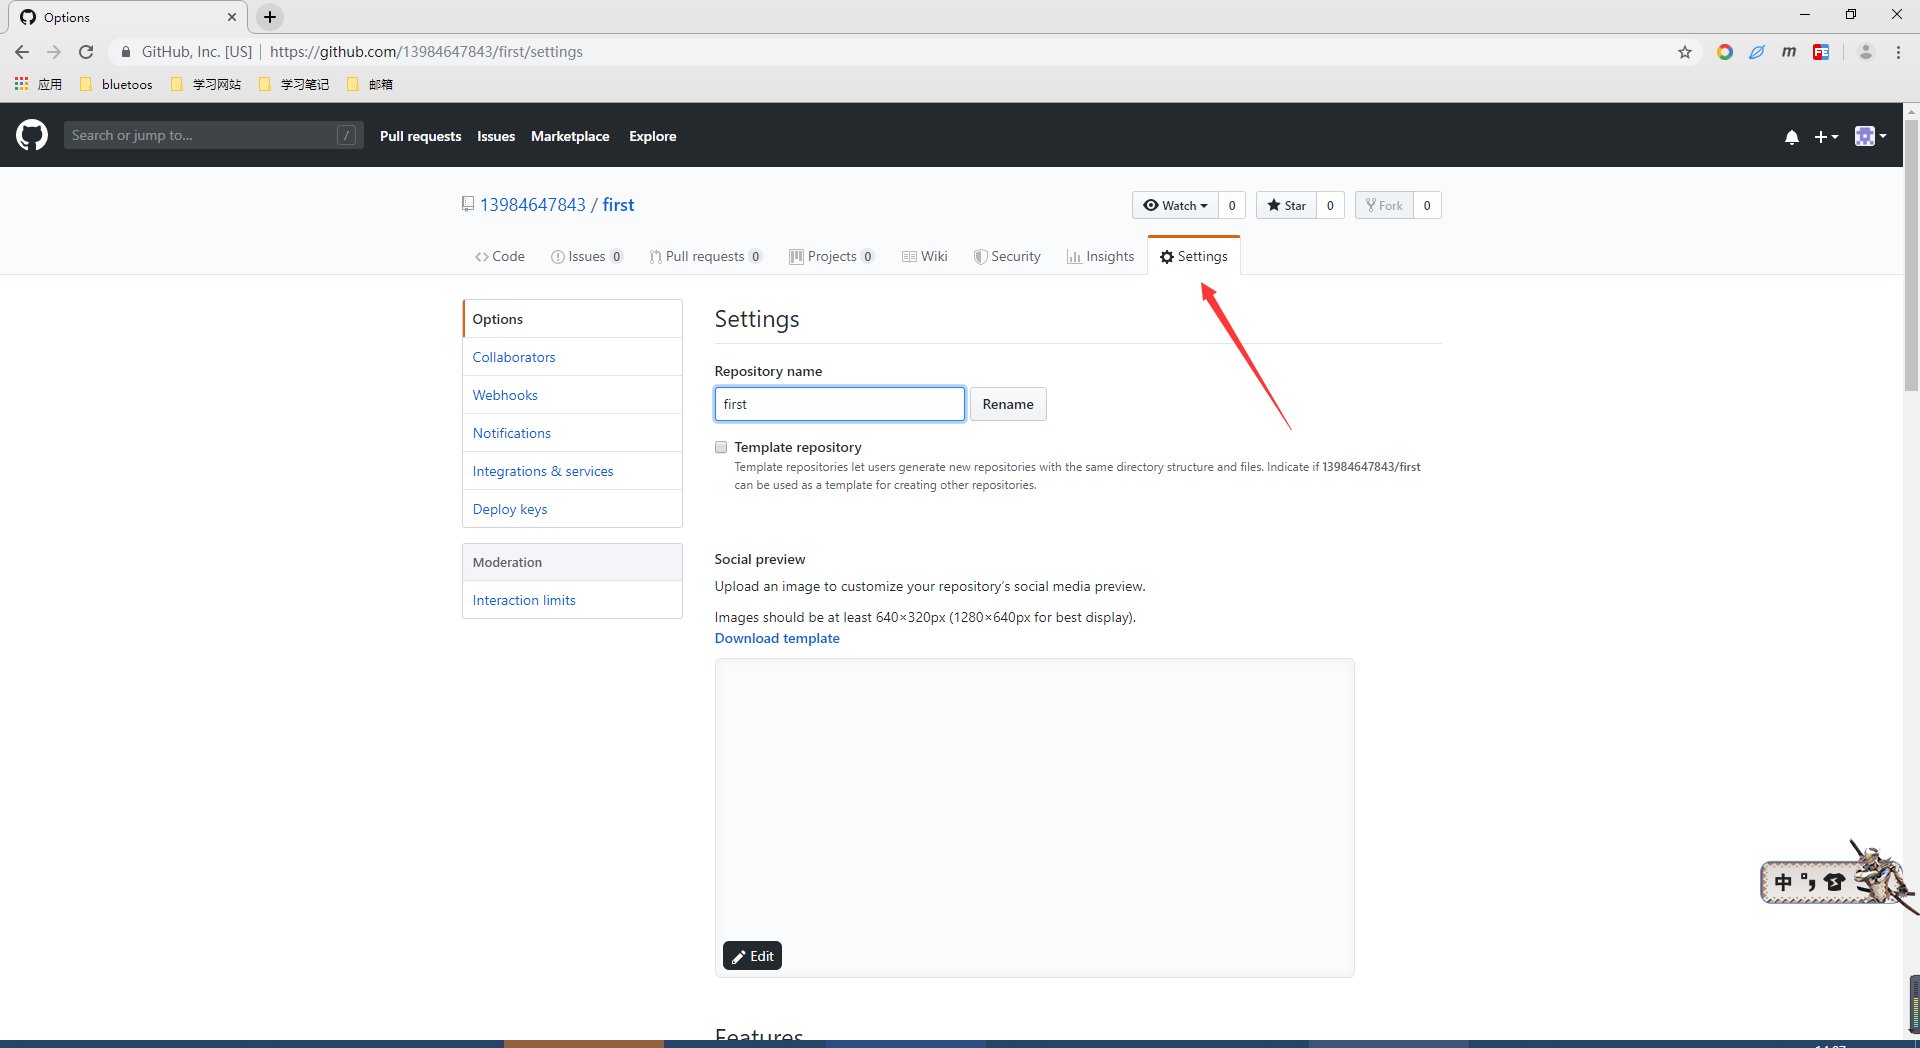 Options
GitHub, Inc. [US] | https://github.com/13984647843/first/settings
应用 bluetoos 学习网站 学习笔记 邮箱
Search or jump to... / Pull requests Issues Marketplace Explore
13984647843 / first
Watch 0 Star 0 Fork 0
Code Issues 0 Pull requests 0 Projects 0 Wiki Security Insights Settings
Options
Collaborators
Webhooks
Notifications
Integrations & services
Deploy keys
Moderation
Interaction limits
Settings
Repository name
first Rename
Template repository
Template repositories let users generate new repositories with the same directory structure and files. Indicate if 13984647843/first
can be used as a template for creating other repositories.
Social preview
Upload an image to customize your repository's social media preview.
Images should be at least 640×320px (1280×640px for best display).
Download template
Edit
中 °,
Features